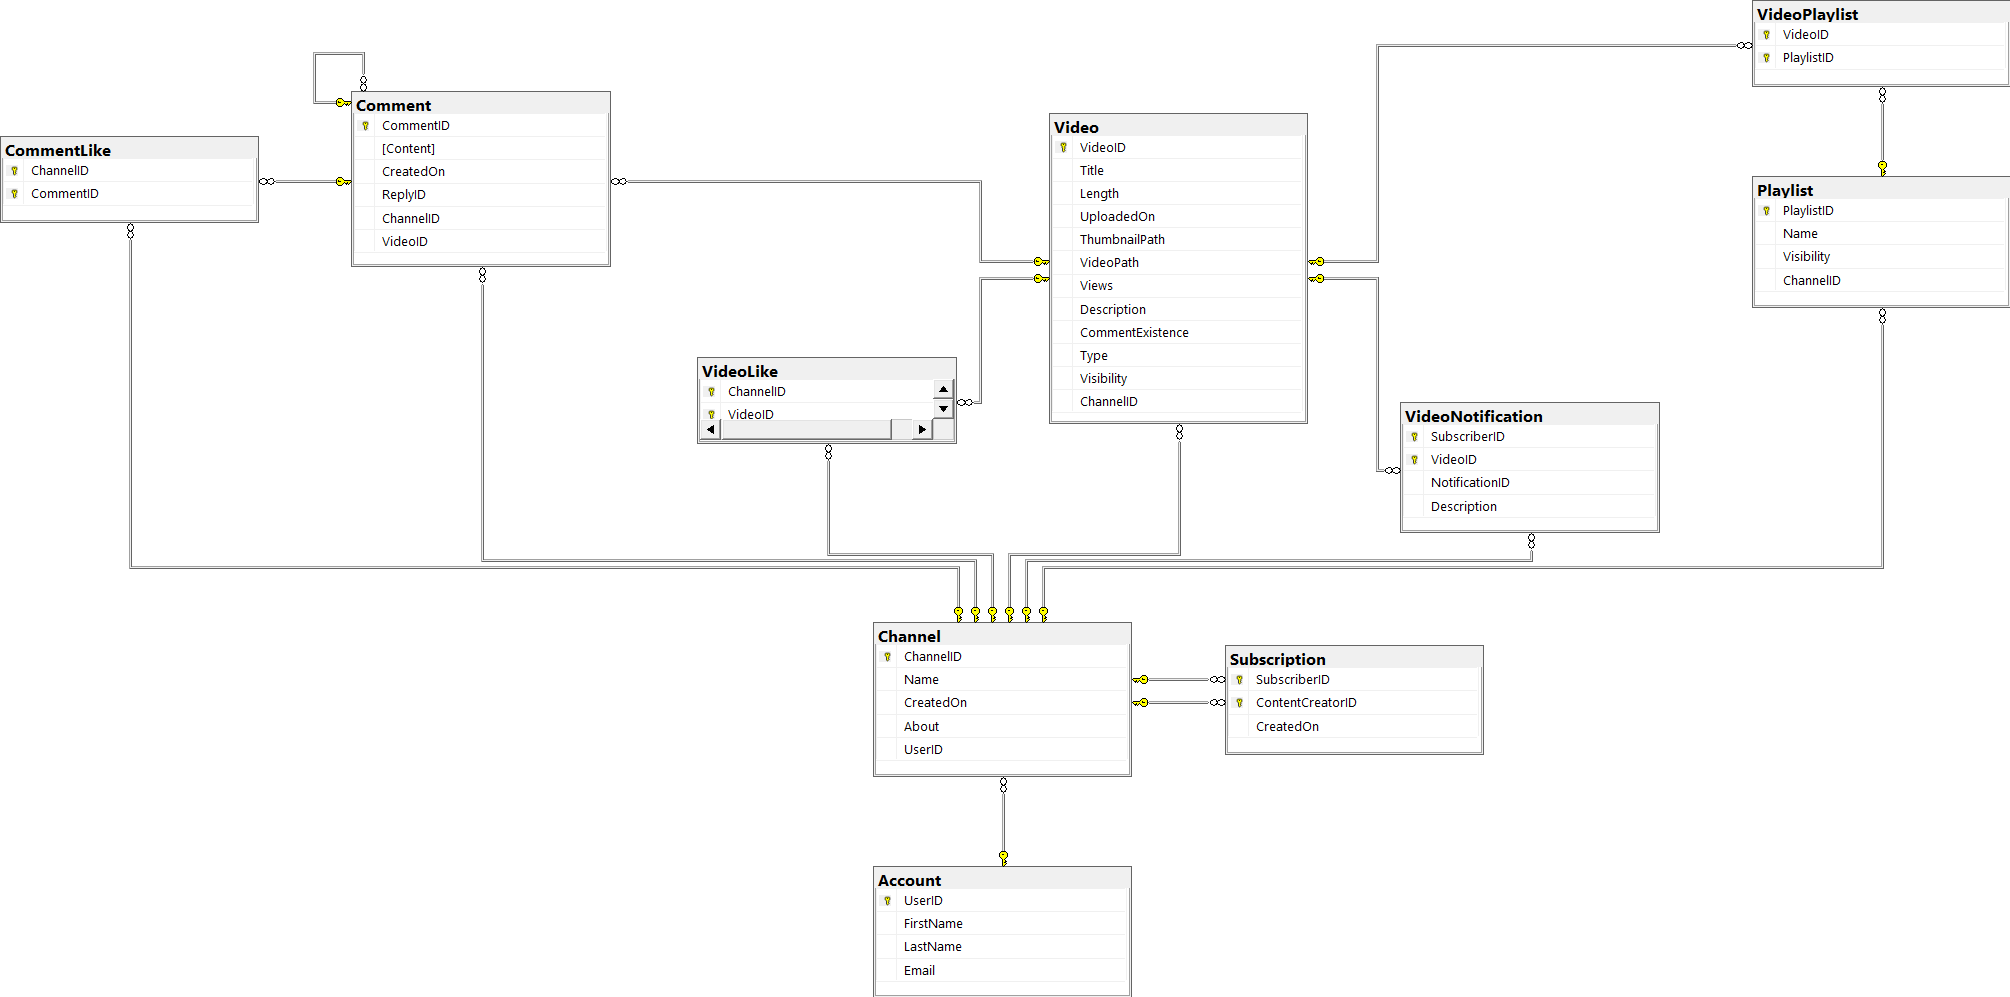 VideoPlaylist
VideoID
PlaylistID
Comment
CommentID
[Content]
CreatedOn
ReplyID
ChannelID
VideoID
CommentLike
ChannelID
CommentID
Video
VideoID
Title
Length
UploadedOn
ThumbnailPath
VideoPath
Views
Description
CommentExistence
Type
Visibility
ChannelID
Playlist
PlaylistID
Name
Visibility
ChannelID
VideoLike
ChannelID
VideoID
VideoNotification
SubscriberID
VideoID
NotificationID
Description
Channel
ChannelID
Name
CreatedOn
About
UserID
Subscription
SubscriberID
ContentCreatorID
CreatedOn
Account
UserID
FirstName
LastName
Email